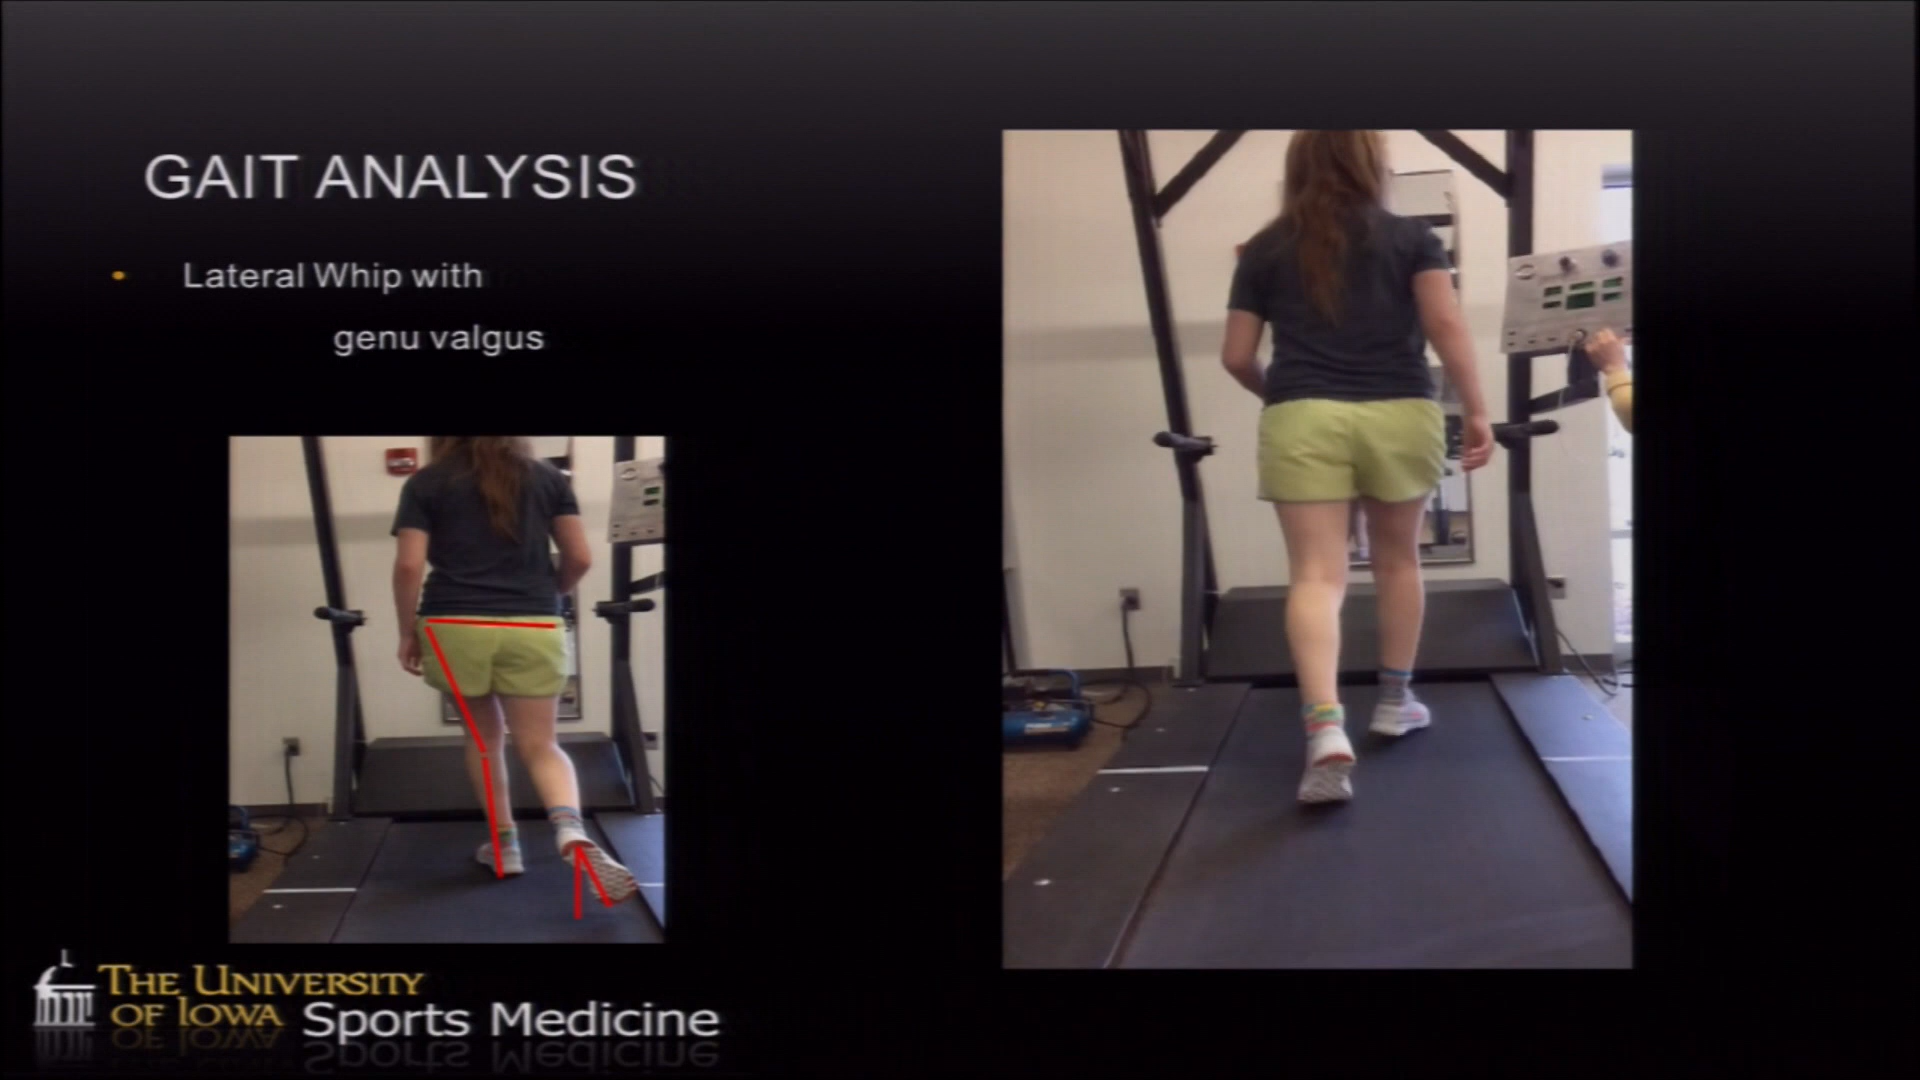 GAIT ANALYSIS
• Lateral Whip with
genu valgus
THE UNIVERSITY
OF IOWA Sports Medicine